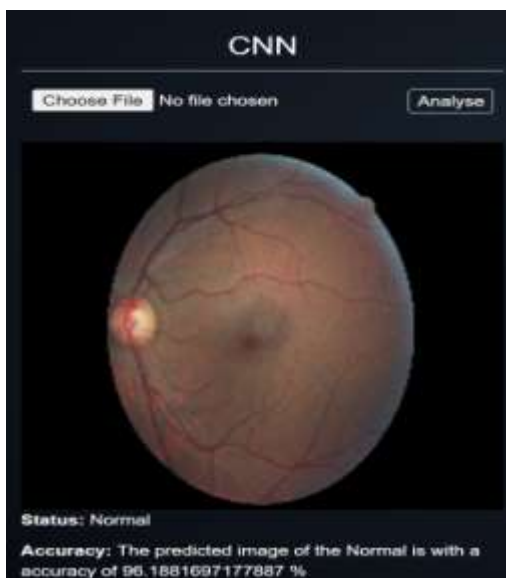 CNN
Choose File No file chosen
Analyse
Status: Normal
Accuracy: The predicted image of the Normal is with a
accuracy of 96.1881697177887 %